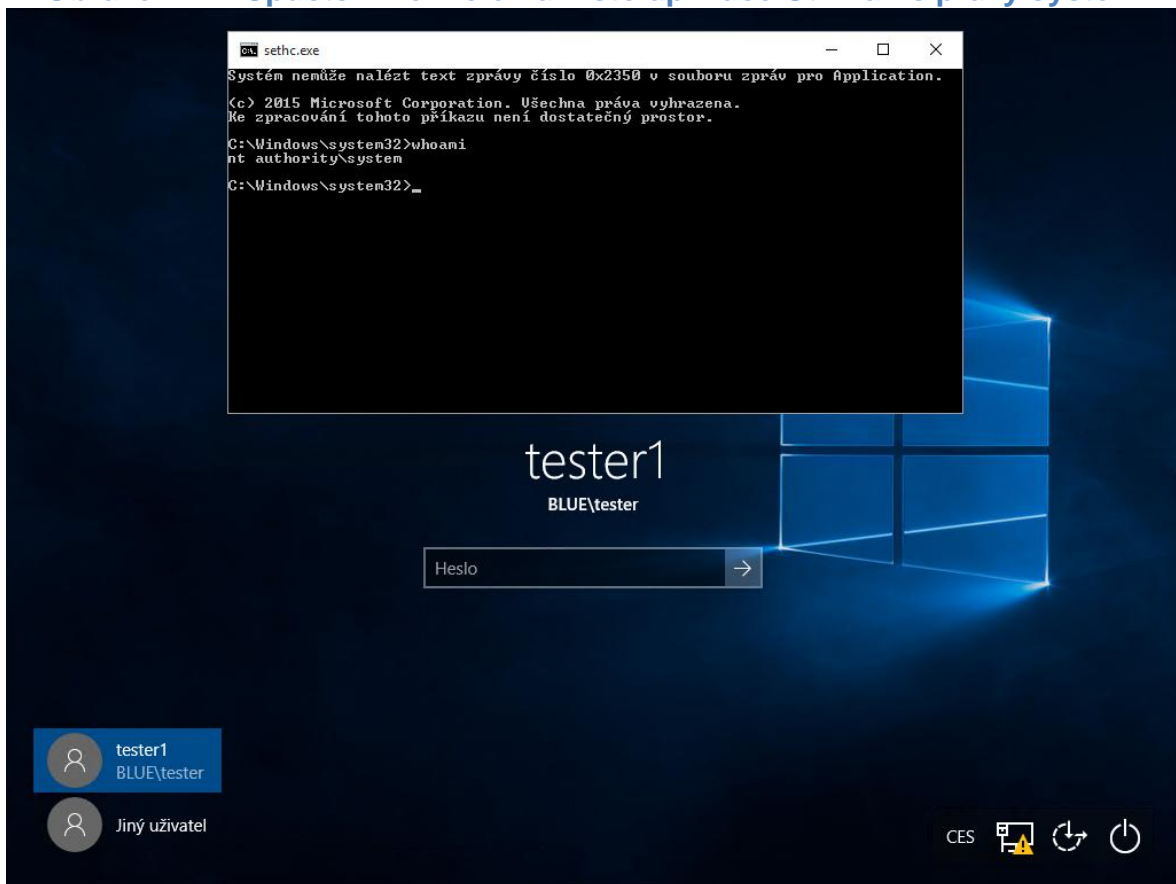 sethc.exe
Systém nemůže nalézt text zprávy číslo 0x2350 v souboru zpráv pro Application.
(c) 2015 Microsoft Corporation. Všechna práva vyhrazena.
Ke zpracování tohoto příkazu není dostatečný prostor.
C:\Windows\system32>whoami
nt authority\system
C:\Windows\system32>_
tester1
BLUE\tester
Heslo
tester1
BLUE\tester
Jiný uživatel
CES